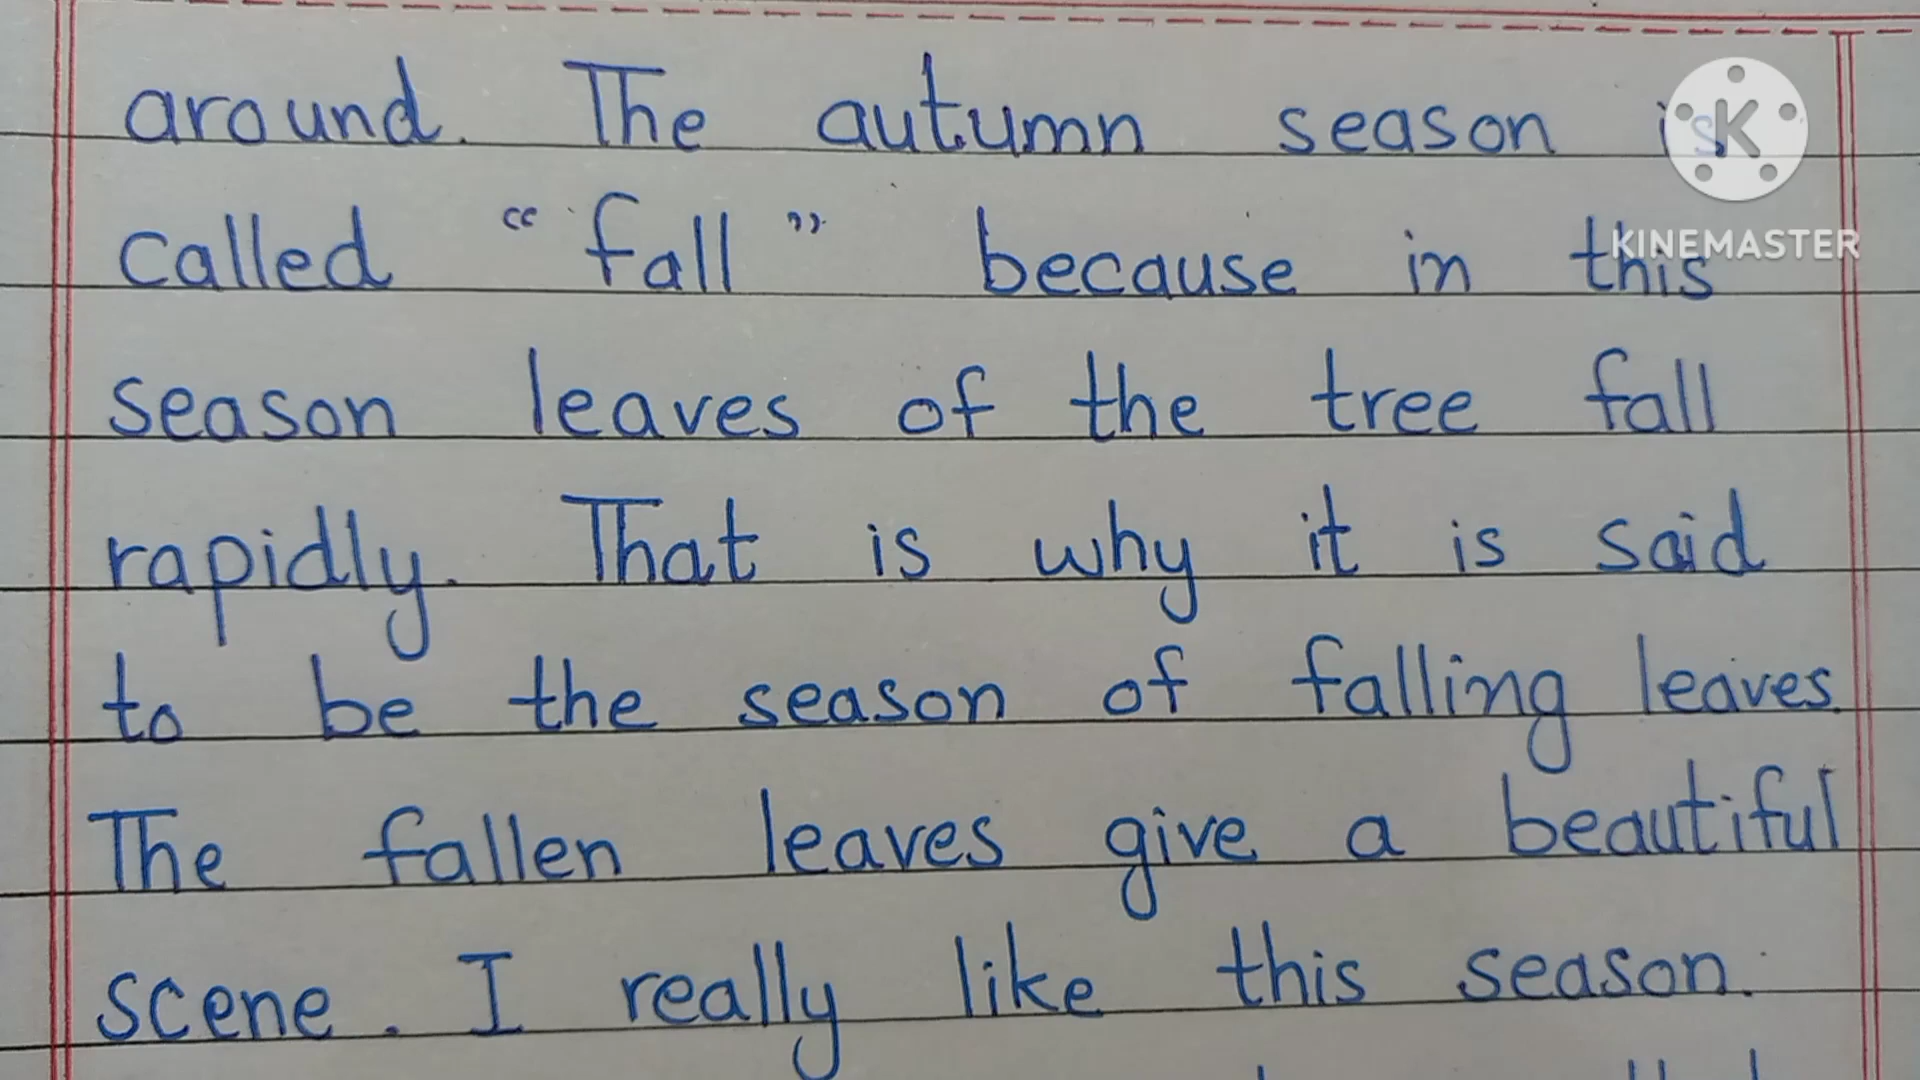 around. The autumn season is
called "fall" because in this
season leaves of the tree fall
rapidly. That is why it is said
to be the season of falling leaves.
The fallen leaves give a beautiful
scene. I really like this season.
K
KINEMASTER